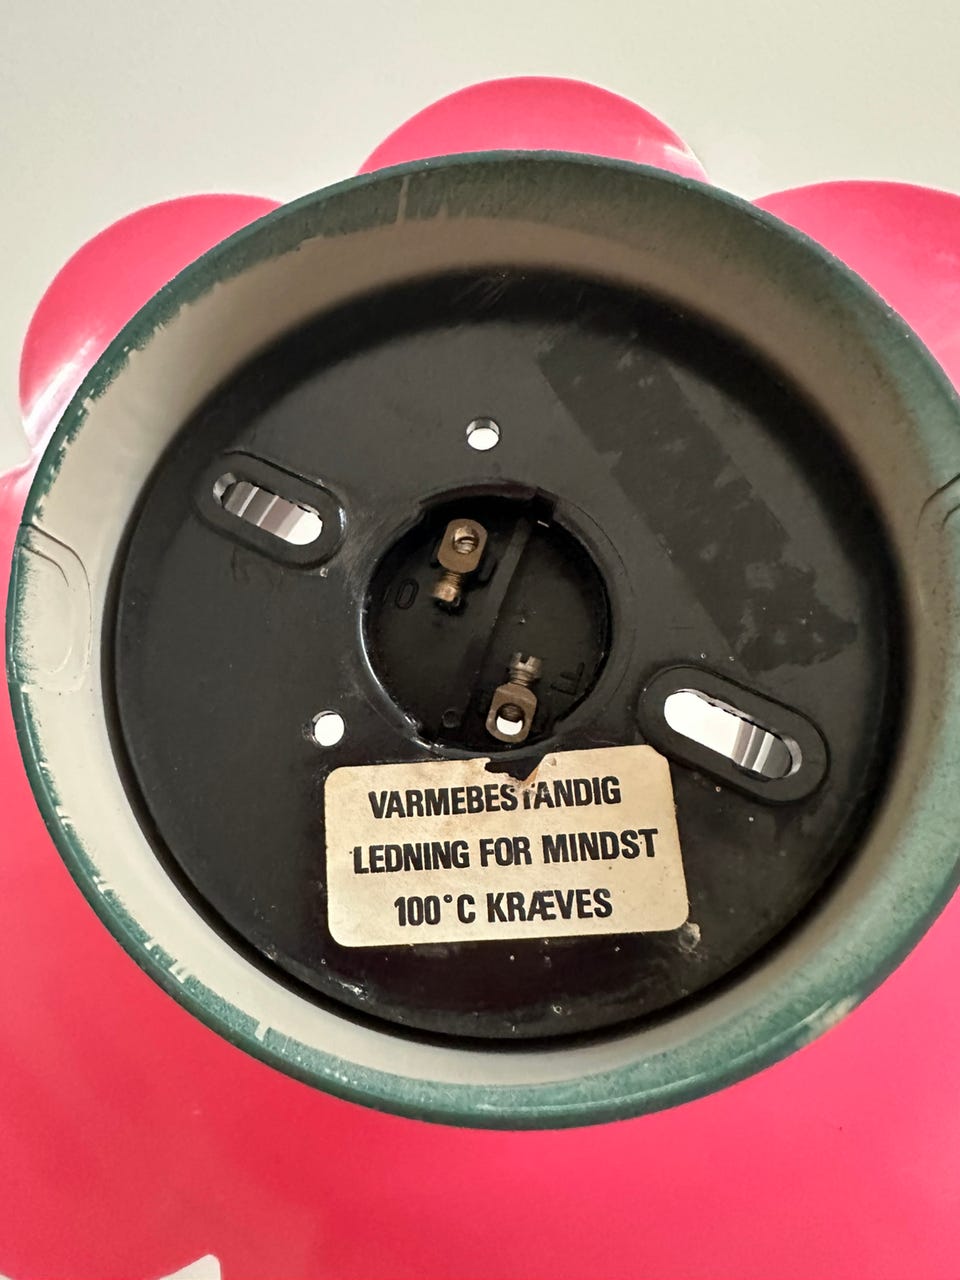 VARMEBESTANDIG
LEDNING FOR MINDST
100°C KRÆVES